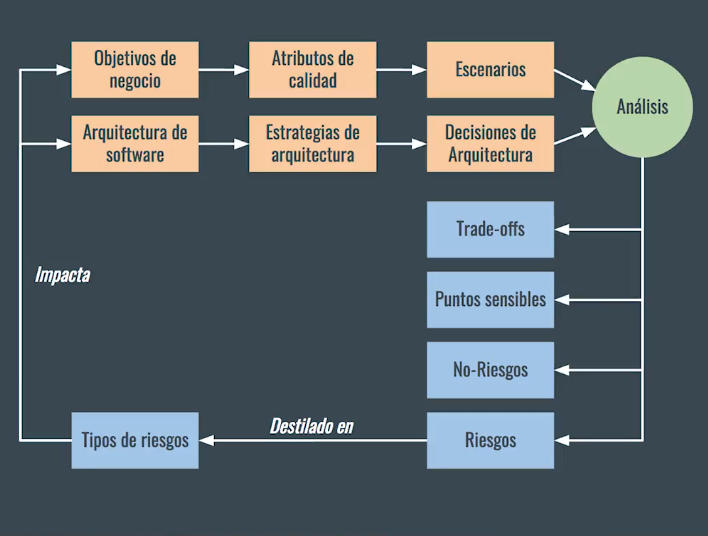 Objetivos de
negocio
Atributos de
calidad
Escenarios
Análisis
Arquitectura de
software
Estrategias de
arquitectura
Decisiones de
Arquitectura
Trade-offs
Impacta
Puntos sensibles
No-Riesgos
Tipos de riesgos
Destilado en
Riesgos